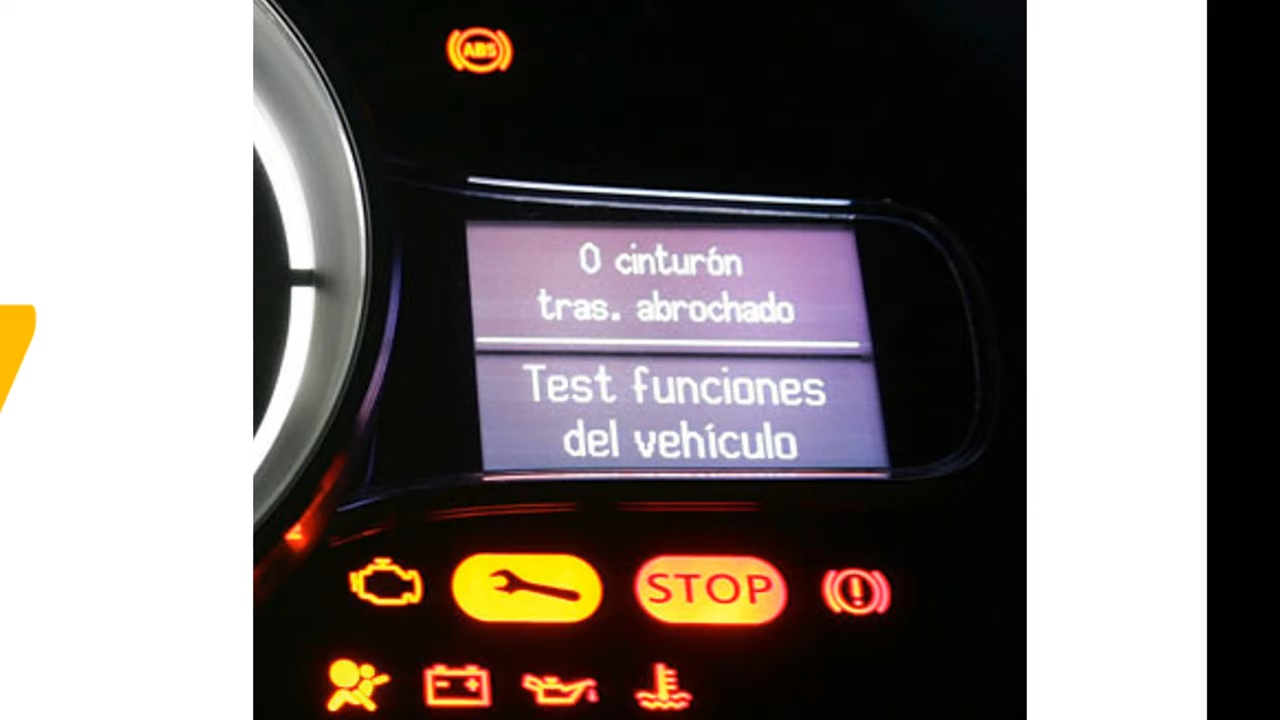 ABS
0 cinturón
tras. abrochado
Test funciones
del vehículo
STOP